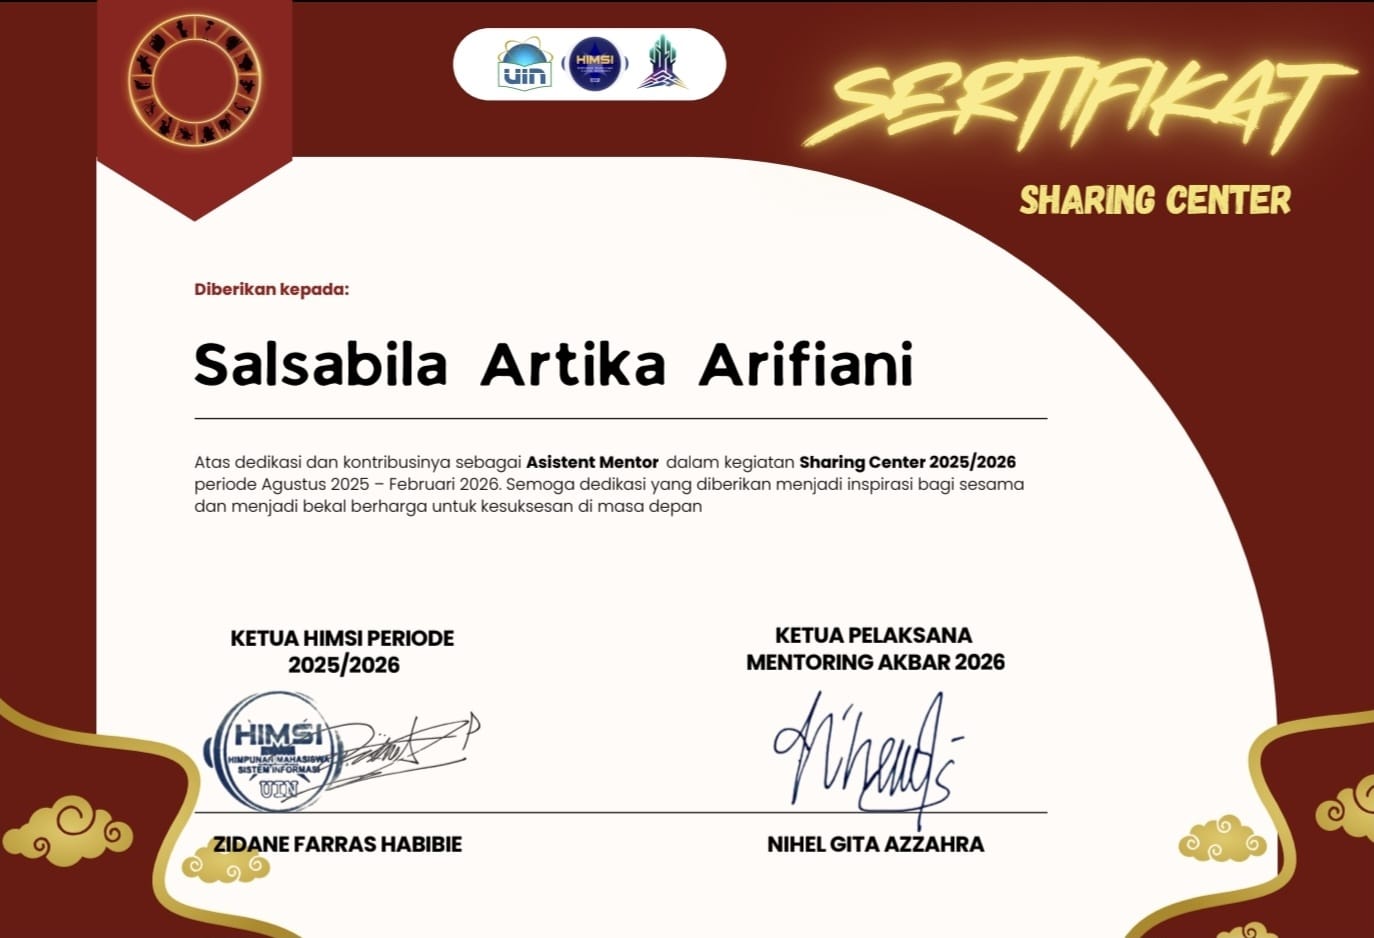 uin
HIMSI
SERTIFIKAT
SHARING CENTER
Diberikan kepada:
Salsabila Artika Arifiani
Atas dedikasi dan kontribusinya sebagai Asistent Mentor dalam kegiatan Sharing Center 2025/2026
periode Agustus 2025 – Februari 2026. Semoga dedikasi yang diberikan menjadi inspirasi bagi sesama
dan menjadi bekal berharga untuk kesuksesan di masa depan
KETUA HIMSI PERIODE
2025/2026
HIMSI
HIMPUNAN MAHASISWA
SISTEM INFORMASI
UIN
ZIDANE FARRAS HABIBIE
KETUA PELAKSANA
MENTORING AKBAR 2026
NIHEL GITA AZZAHRA